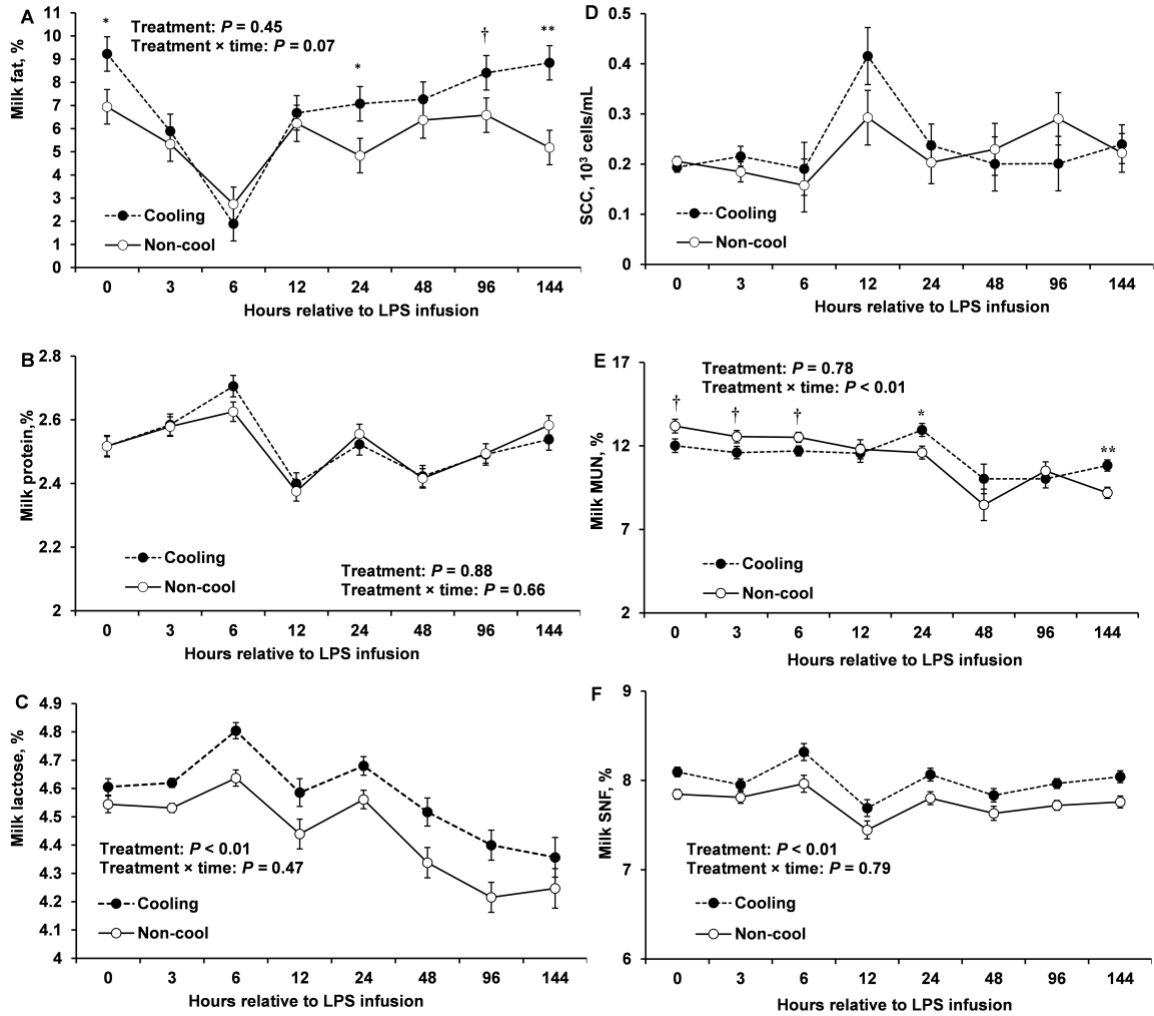 A
Milk fat, %
11
10
9
8
7
6
5
4
3
2
1
0
*
Treatment: P = 0.45
Treatment × time: P = 0.07
*
†
**
Cooling
Non-cool
0 3 6 12 24 48 96 144
Hours relative to LPS infusion
B
Milk protein,%
2.8
2.6
2.4
2.2
2
Cooling
Non-cool
Treatment: P = 0.88
Treatment × time: P = 0.66
0 3 6 12 24 48 96 144
Hours relative to LPS infusion
C
Milk lactose, %
4.9
4.8
4.7
4.6
4.5
4.4
4.3
4.2
4.1
4
Treatment: P < 0.01
Treatment × time: P = 0.47
Cooling
Non-cool
0 3 6 12 24 48 96 144
Hours relative to LPS infusion
D
SCC, 10³ cells/mL
0.5
0.4
0.3
0.2
0.1
0
Cooling
Non-cool
0 3 6 12 24 48 96 144
Hours relative to LPS infusion
E
Milk MUN, %
17
12
7
2
Treatment: P = 0.78
Treatment × time: P < 0.01
†
†
†
*
**
Cooling
Non-cool
0 3 6 12 24 48 96 144
Hours relative to LPS infusion
F
Milk SNF, %
9
8
7
6
Treatment: P < 0.01
Treatment × time: P = 0.79
Cooling
Non-cool
0 3 6 12 24 48 96 144
Hours relative to LPS infusion